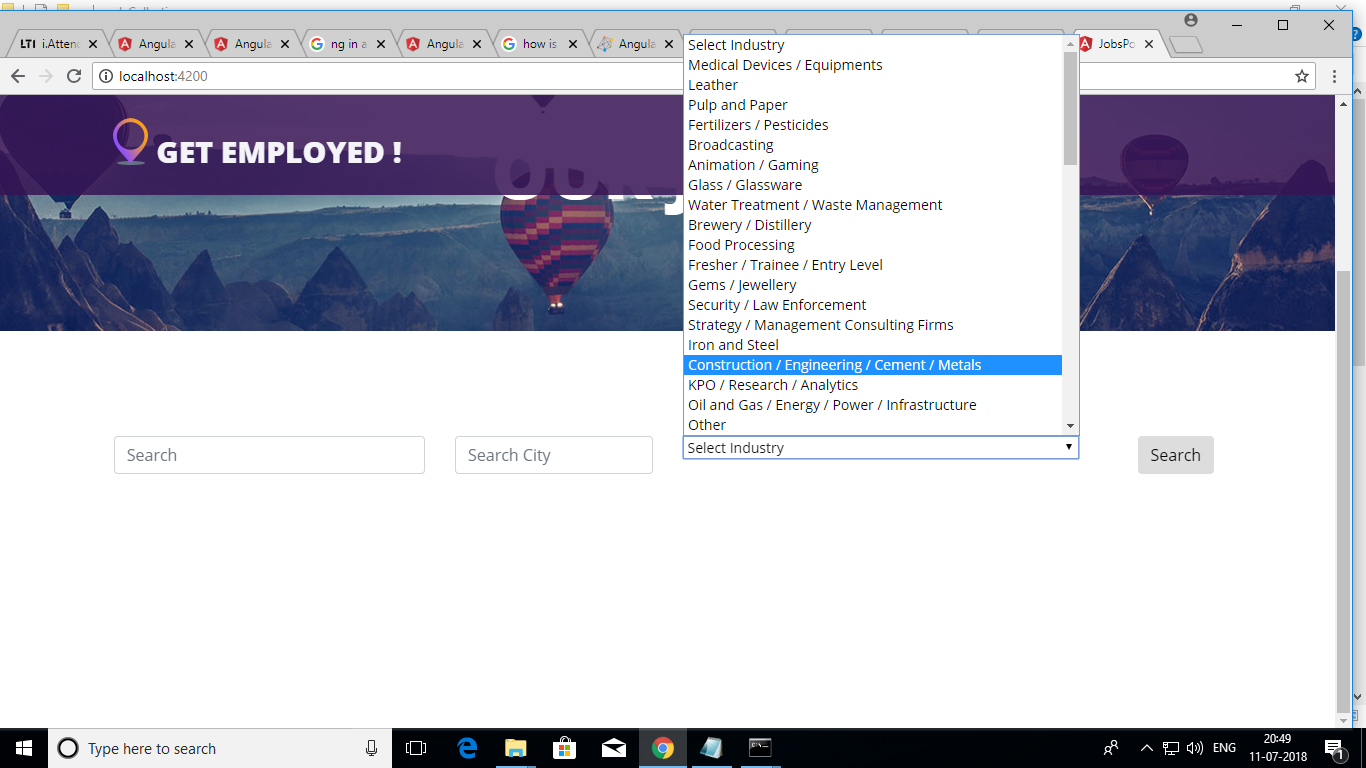 LTI i.Atten
Angula
Angula
ng in a
Angula
how is
Angula
JobsPo
localhost:4200
GET EMPLOYED !
Select Industry
Medical Devices / Equipments
Leather
Pulp and Paper
Fertilizers / Pesticides
Broadcasting
Animation / Gaming
Glass / Glassware
Water Treatment / Waste Management
Brewery / Distillery
Food Processing
Fresher / Trainee / Entry Level
Gems / Jewellery
Security / Law Enforcement
Strategy / Management Consulting Firms
Iron and Steel
Construction / Engineering / Cement / Metals
KPO / Research / Analytics
Oil and Gas / Energy / Power / Infrastructure
Other
Search
Search City
Select Industry
Search
Type here to search
ENG
20:49
11-07-2018
1